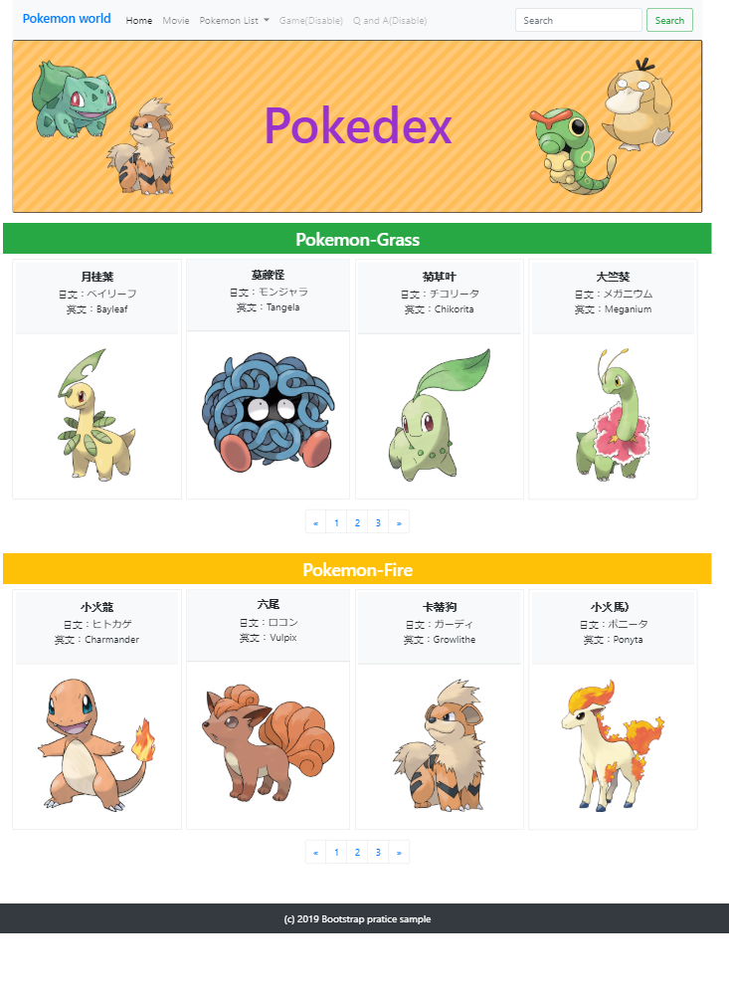 Pokemon world Home Movie Pokemon List Game(Disable) Q and A(Disable) Search Search
Pokedex
Pokemon-Grass
月桂葉
日文：ベイリーフ
英文：Bayleaf
蔓藤怪
日文：モンジャラ
英文：Tangela
菊草叶
日文：チコリータ
英文：Chikorita
大竺葵
日文：メガニウム
英文：Meganium
« 1 2 3 »
Pokemon-Fire
小火龍
日文：ヒトカゲ
英文：Charmander
六尾
日文：ロコン
英文：Vulpix
卡蒂狗
日文：ガーディ
英文：Growlithe
小火馬)
日文：ポニータ
英文：Ponyta
« 1 2 3 »
(c) 2019 Bootstrap pratice sample